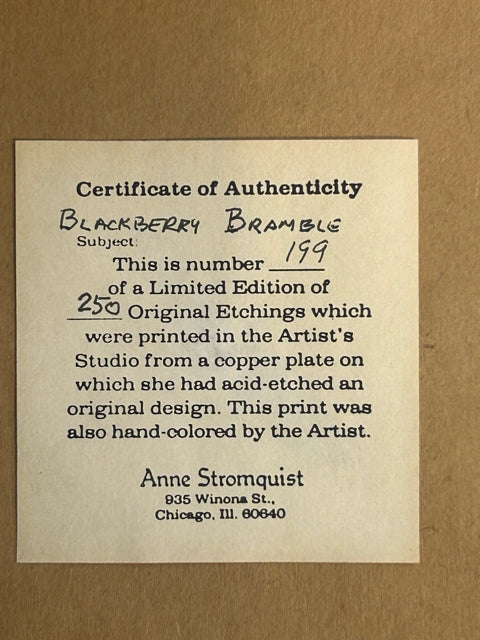 Certificate of Authenticity
BLACKBERRY BRAMBLE
Subject:
This is number 199
of a Limited Edition of
250 Original Etchings which
were printed in the Artist's
Studio from a copper plate on
which she had acid-etched an
original design. This print was
also hand-colored by the Artist.
Anne Stromquist
935 Winona St.,
Chicago, Ill. 60640